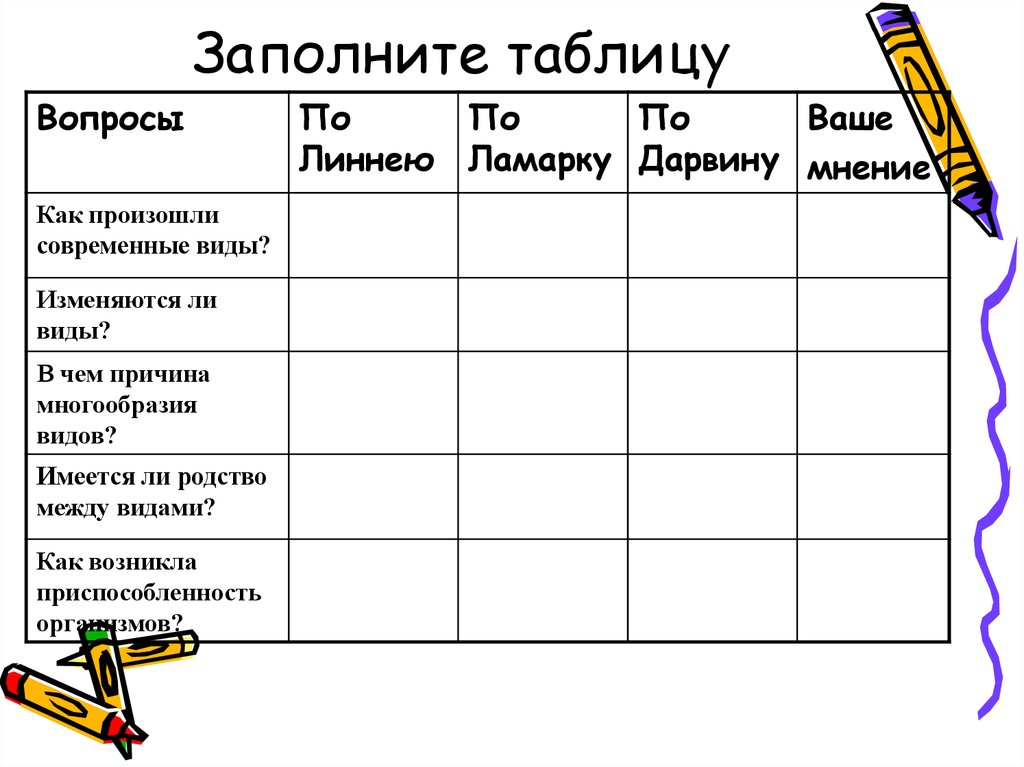 Заполните таблицу
Вопросы
По
Линнею
По
Ламарку
По
Дарвину
Ваше
мнение
Как произошли
современные виды?
Изменяются ли
виды?
В чем причина
многообразия
видов?
Имеется ли родство
между видами?
Как возникла
приспособленность
организмов?